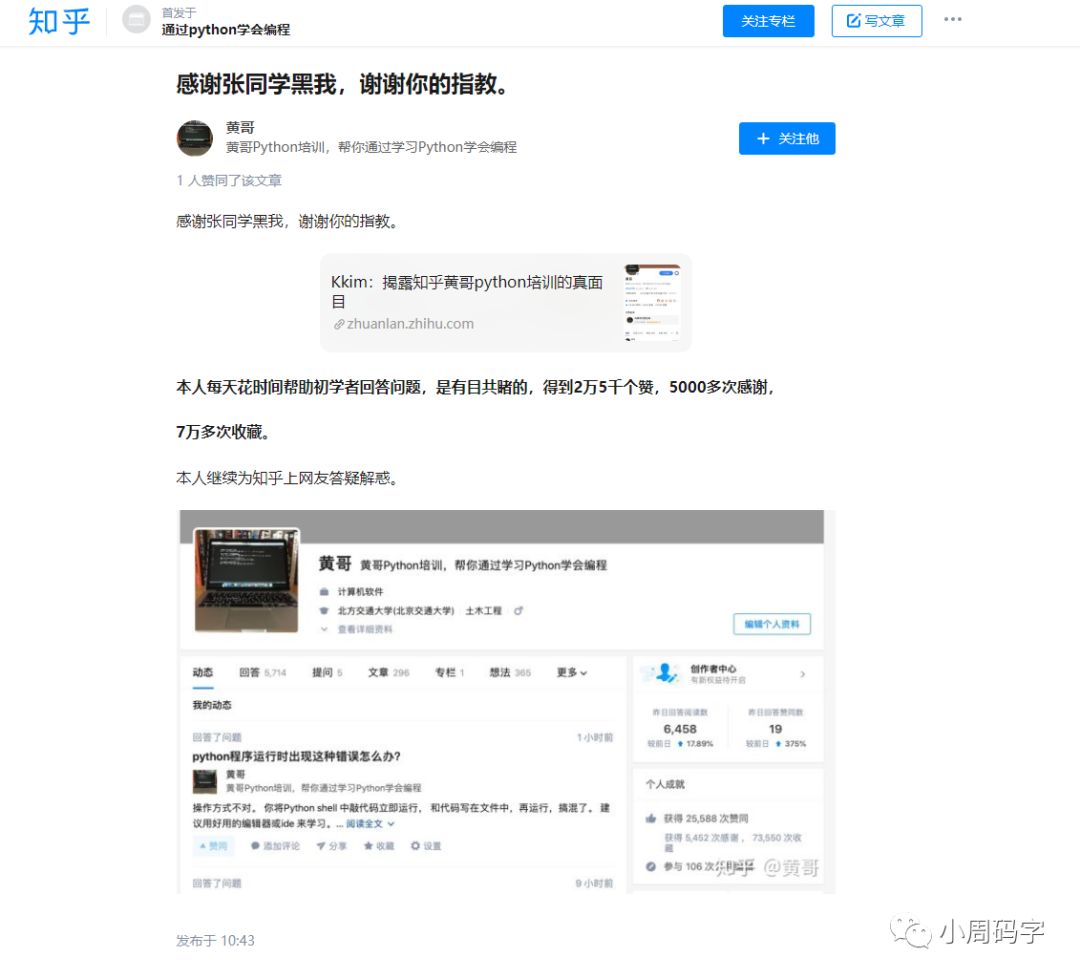 知乎
首发于
通过python学会编程
关注专栏
写文章
感谢张同学黑我，谢谢你的指教。
黄哥
黄哥Python培训，帮你通过学习Python学会编程
+ 关注他
1 人赞同了该文章
感谢张同学黑我，谢谢你的指教。
Kkim：揭露知乎黄哥python培训的真面
目
zhuanlan.zhihu.com
本人每天花时间帮助初学者回答问题，是有目共睹的，得到2万5千个赞，5000多次感谢，
7万多次收藏。
本人继续为知乎上网友答疑解惑。
黄哥 黄哥Python培训，帮你通过学习Python学会编程
计算机软件
北方交通大学(北京交通大学) 土木工程
查看详细资料
编辑个人资料
动态 回答 5,714 提问 5 文章 296 专栏 1 想法 365 更多
我的动态
回答了问题 1 小时前
python程序运行时出现这种错误怎么办?
黄哥
黄哥Python培训，帮你通过学习Python学会编程
操作方式不对。 你将Python shell 中敲代码立即运行， 和代码写在文件中，再运行，搞混了。 建
议用好用的编辑器或ide 来学习。... 阅读全文
赞同 添加评论 分享 收藏 设置
回答了问题 9 小时前
创作者中心
有新权益待开启
昨日回答阅读数 昨日回答赞同数
6,458 19
较前日 17.89% 较前日 375%
个人成就
获得 25,588 次赞同
获得 5,452 次感谢 ，73,550 次收
藏
参与 106 次公共编辑
知乎 @黄哥
发布于 10:43
小周码字